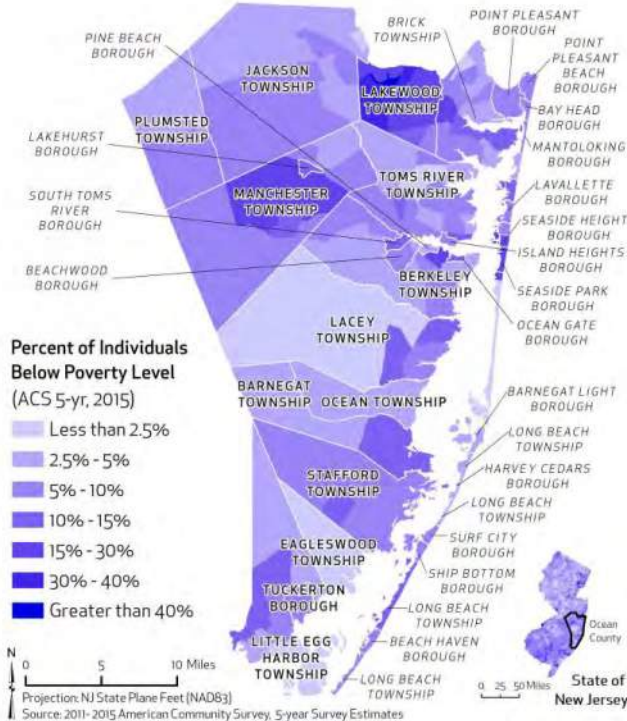 PINE BEACH
BOROUGH
BRICK
TOWNSHIP
POINT PLEASANT
BOROUGH
POINT
PLEASANT
BEACH
BOROUGH
JACKSON
TOWNSHIP
LAKEWOOD
TOWNSHIP
BAY HEAD
BOROUGH
PLUMSTED
TOWNSHIP
LAKEHURST
BOROUGH
MANTOLOKING
TOMS RIVER
TOWNSHIP
LAVALLETTE
BOROUGH
MANCHESTER
TOWNSHIP
SOUTH TOMS
RIVER
BOROUGH
SEASIDE HEIGHT
BOROUGH
ISLAND HEIGHTS
BOROUGH
BEACHWOOD
BOROUGH
BERKELEY
TOWNSHIP
SEASIDE PARK
BOROUGH
OCEAN GATE
BOROUGH
LACEY
TOWNSHIP
Percent of Individuals
Below Poverty Level
(ACS 5-yr, 2015)
Less than 2.5%
2.5% - 5%
5% - 10%
10% - 15%
15% - 30%
30% - 40%
Greater than 40%
BARNEGAT
TOWNSHIP
OCEAN TOWNSHIP
BARNEGAT LIGHT
BOROUGH
LONG BEACH
TOWNSHIP
STAFFORD
TOWNSHIP
HARVEY CEDARS
BOROUGH
LONG BEACH
TOWNSHIP
EAGLESWOOD
TOWNSHIP
SURF CITY
BOROUGH
SHIP BOTTOM
BOROUGH
TUCKERTON
BOROUGH
LONG BEACH
TOWNSHIP
LITTLE EGG
HARBOR
TOWNSHIP
BEACH HAVEN
BOROUGH
LONG BEACH
TOWNSHIP
Ocean
County
State of
New Jersey
0 25 50 Miles
N
0 5 10 Miles
Projection: NJ State Plane Feet (NAD83)
Source: 2011-2015 American Community Survey, 5-year Survey Estimates